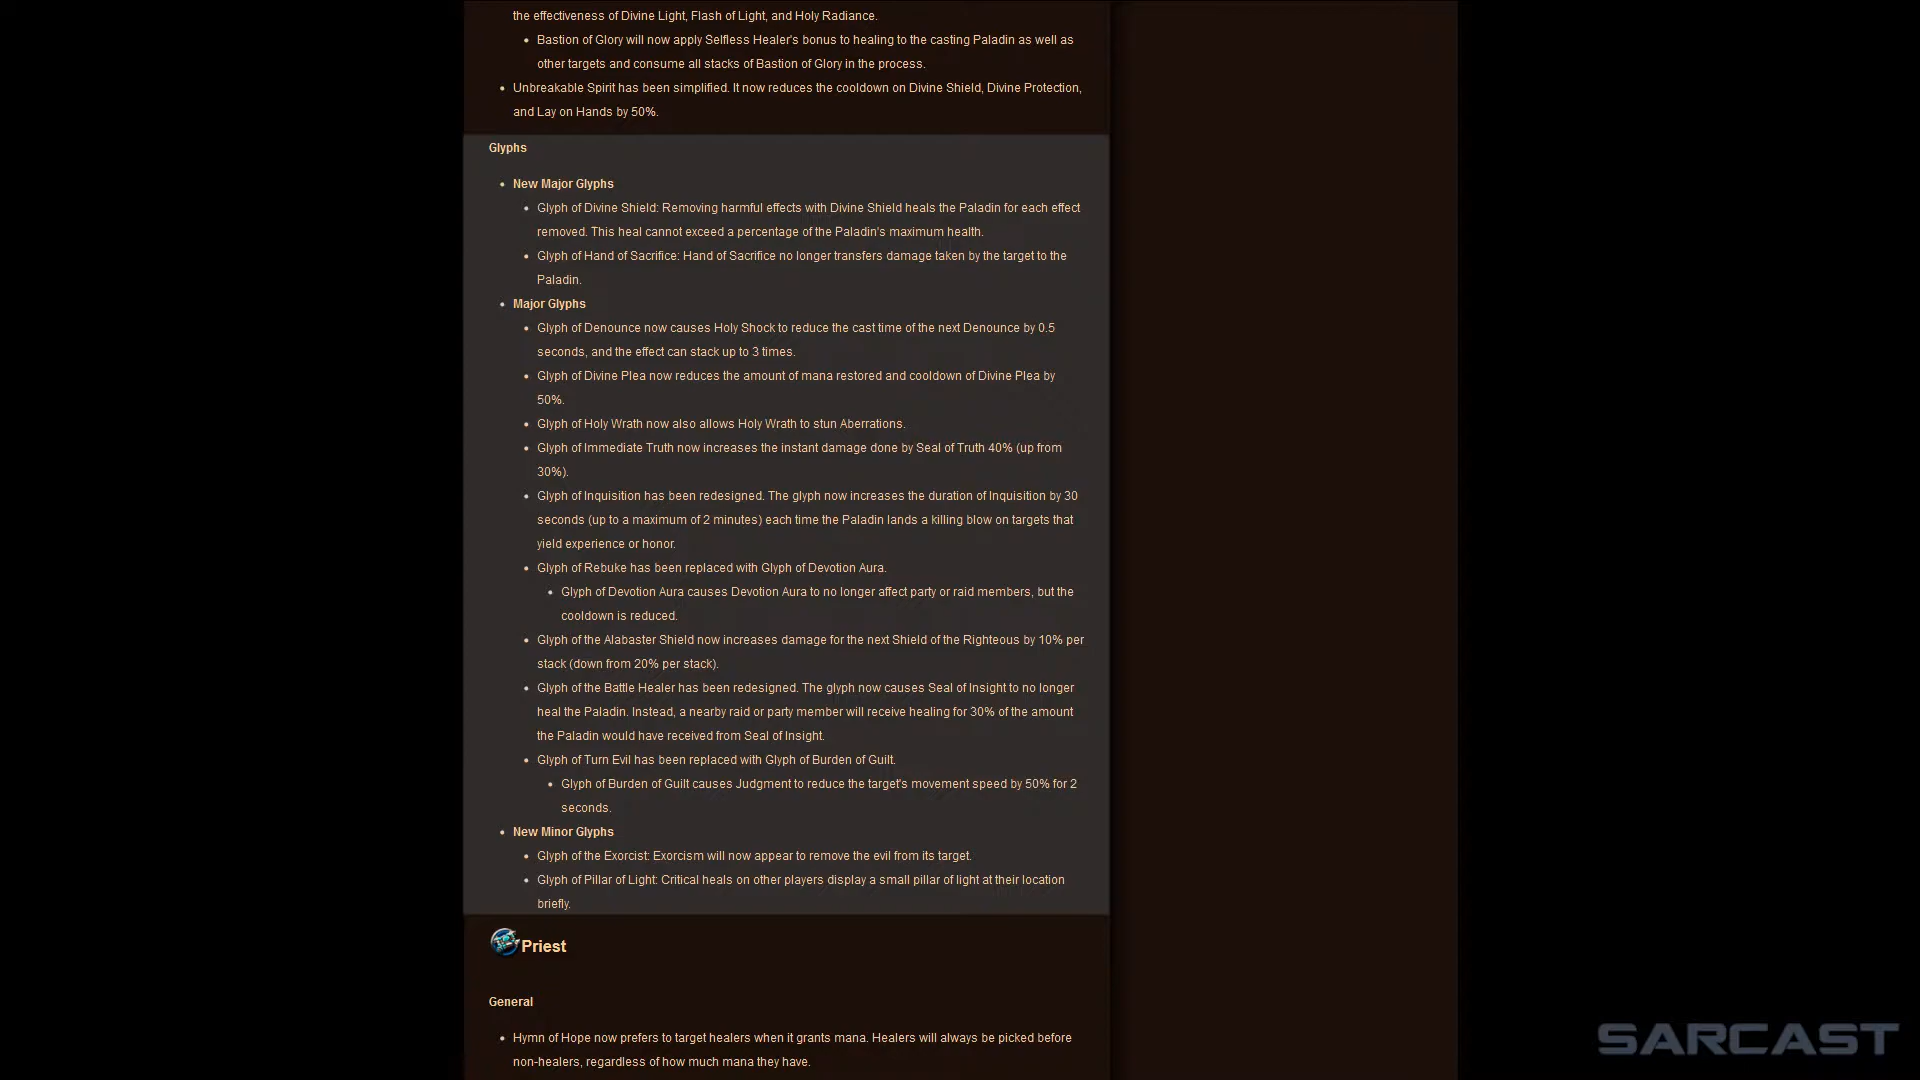 the effectiveness of Divine Light, Flash of Light, and Holy Radiance.
Bastion of Glory will now apply Selfless Healer's bonus to healing to the casting Paladin as well as
other targets and consume all stacks of Bastion of Glory in the process.
Unbreakable Spirit has been simplified. It now reduces the cooldown on Divine Shield, Divine Protection,
and Lay on Hands by 50%.
Glyphs
New Major Glyphs
Glyph of Divine Shield: Removing harmful effects with Divine Shield heals the Paladin for each effect
removed. This heal cannot exceed a percentage of the Paladin's maximum health.
Glyph of Hand of Sacrifice: Hand of Sacrifice no longer transfers damage taken by the target to the
Paladin.
Major Glyphs
Glyph of Denounce now causes Holy Shock to reduce the cast time of the next Denounce by 0.5
seconds, and the effect can stack up to 3 times.
Glyph of Divine Plea now reduces the amount of mana restored and cooldown of Divine Plea by
50%.
Glyph of Holy Wrath now also allows Holy Wrath to stun Aberrations.
Glyph of Immediate Truth now increases the instant damage done by Seal of Truth 40% (up from
30%).
Glyph of Inquisition has been redesigned. The glyph now increases the duration of Inquisition by 30
seconds (up to a maximum of 2 minutes) each time the Paladin lands a killing blow on targets that
yield experience or honor.
Glyph of Rebuke has been replaced with Glyph of Devotion Aura.
Glyph of Devotion Aura causes Devotion Aura to no longer affect party or raid members, but the
cooldown is reduced.
Glyph of the Alabaster Shield now increases damage for the next Shield of the Righteous by 10% per
stack (down from 20% per stack).
Glyph of the Battle Healer has been redesigned. The glyph now causes Seal of Insight to no longer
heal the Paladin. Instead, a nearby raid or party member will receive healing for 30% of the amount
the Paladin would have received from Seal of Insight.
Glyph of Turn Evil has been replaced with Glyph of Burden of Guilt.
Glyph of Burden of Guilt causes Judgment to reduce the target's movement speed by 50% for 2
seconds.
New Minor Glyphs
Glyph of the Exorcist: Exorcism will now appear to remove the evil from its target.
Glyph of Pillar of Light: Critical heals on other players display a small pillar of light at their location
briefly.
Priest
General
Hymn of Hope now prefers to target healers when it grants mana. Healers will always be picked before
non-healers, regardless of how much mana they have.
SARCAST